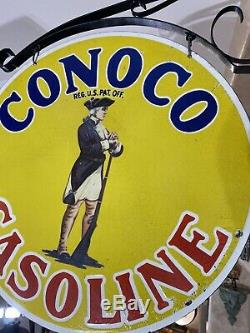 CONOCO
REG. U.S. PAT. OFF.
GASOLINE